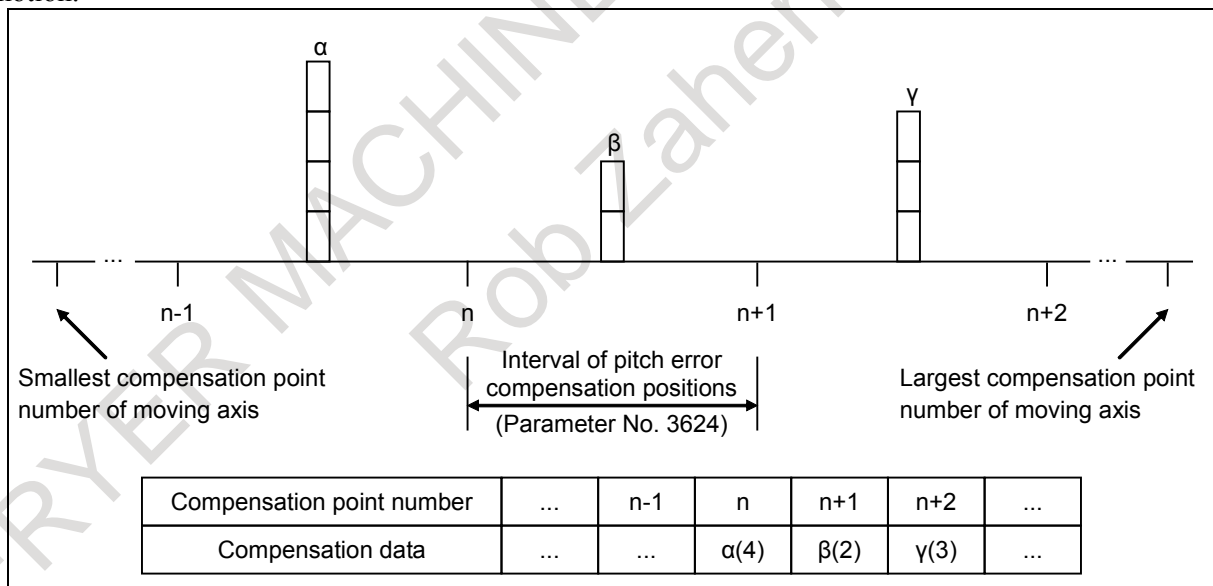 α
β
γ
... ...
n-1 n n+1 n+2
Smallest compensation point
number of moving axis
Interval of pitch error
compensation positions
(Parameter No. 3624)
Largest compensation point
number of moving axis
Compensation point number ... n-1 n n+1 n+2 ...
Compensation data ... ... α(4) β(2) γ(3) ...